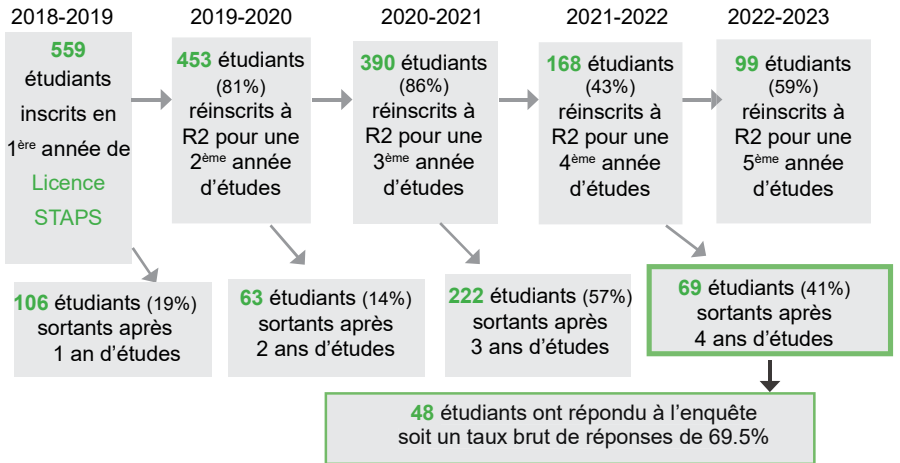 2018-2019
2019-2020
2020-2021
2021-2022
2022-2023
559
étudiants
inscrits en
1ère année de
Licence
STAPS
453 étudiants
(81%)
réinscrits à
R2 pour une
2ème année
d'études
390 étudiants
(86%)
réinscrits à
R2 pour une
3ème année
d'études
168 étudiants
(43%)
réinscrits à
R2 pour une
4ème année
d'études
99 étudiants
(59%)
réinscrits à
R2 pour une
5ème année
d'études
106 étudiants (19%)
sortants après
1 an d'études
63 étudiants (14%)
sortants après
2 ans d'études
222 étudiants (57%)
sortants après
3 ans d'études
69 étudiants (41%)
sortants après
4 ans d'études
48 étudiants ont répondu à l'enquête
soit un taux brut de réponses de 69.5%